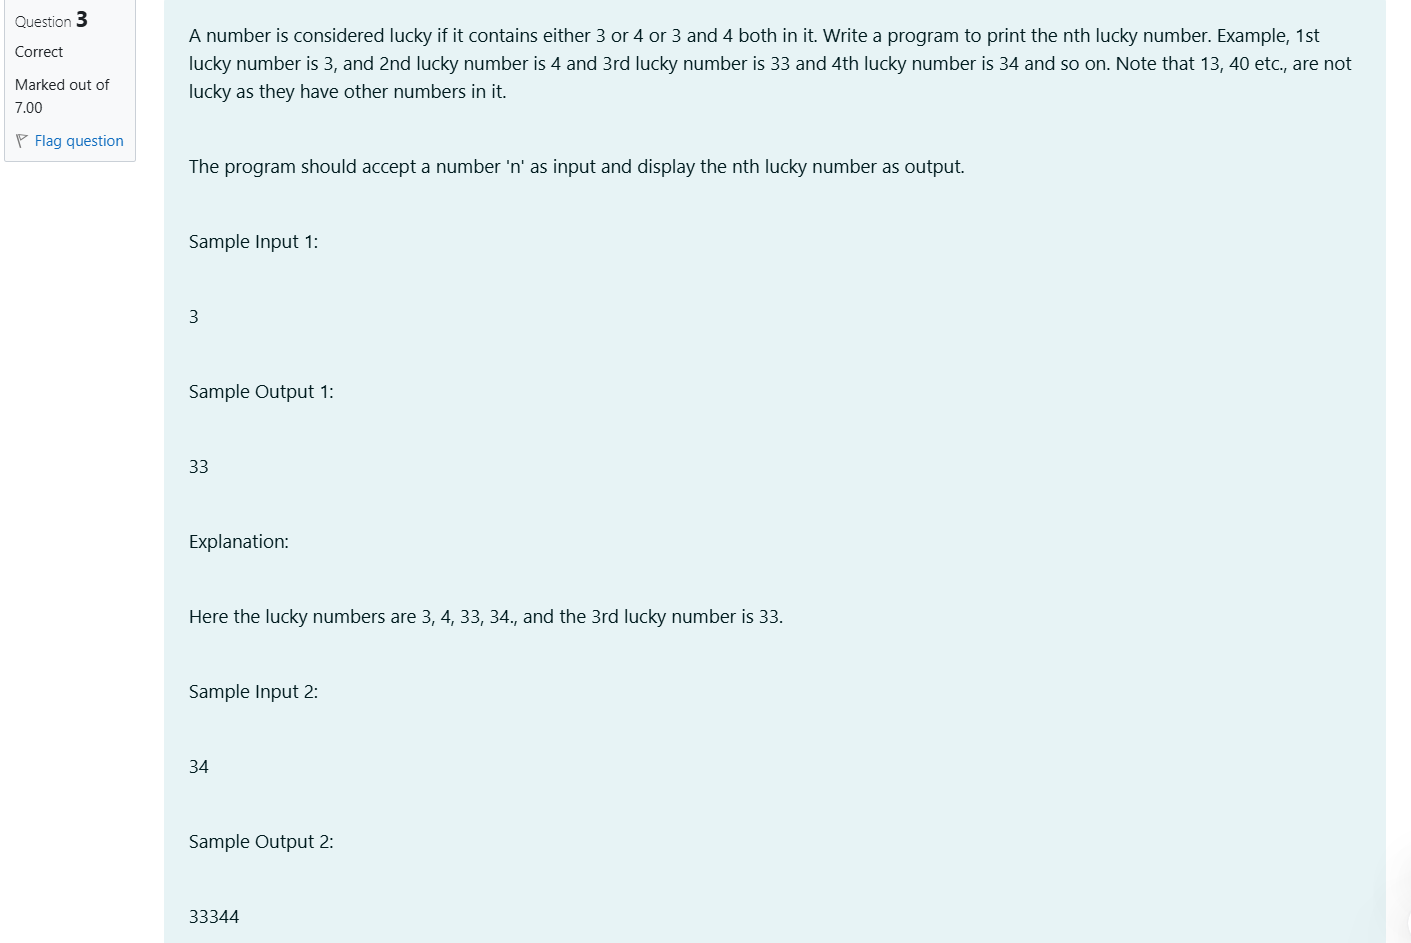 Question 3
Correct
Marked out of
7.00
Flag question
A number is considered lucky if it contains either 3 or 4 or 3 and 4 both in it. Write a program to print the nth lucky number. Example, 1st
lucky number is 3, and 2nd lucky number is 4 and 3rd lucky number is 33 and 4th lucky number is 34 and so on. Note that 13, 40 etc., are not
lucky as they have other numbers in it.
The program should accept a number 'n' as input and display the nth lucky number as output.
Sample Input 1:
3
Sample Output 1:
33
Explanation:
Here the lucky numbers are 3, 4, 33, 34., and the 3rd lucky number is 33.
Sample Input 2:
34
Sample Output 2:
33344